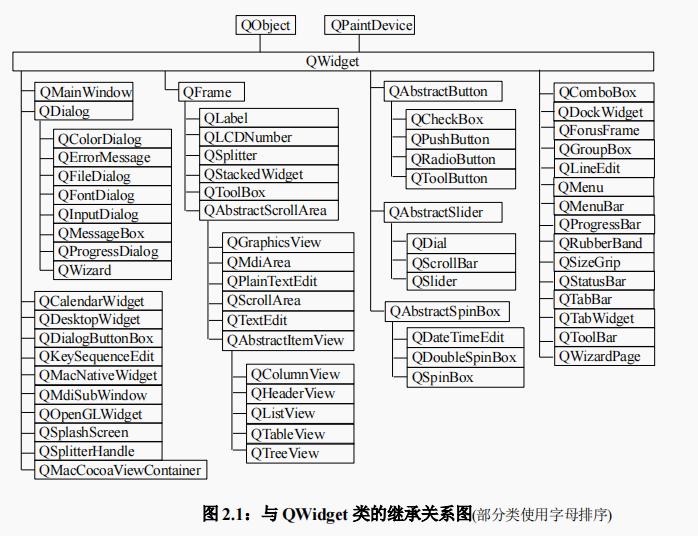 QObject
QPaintDevice
QWidget
QMainWindow
QDialog
QColorDialog
QErrorMessage
QFileDialog
QFontDialog
QInputDialog
QMessageBox
QProgressDialog
QWizard
QCalendarWidget
QDesktopWidget
QDialogButtonBox
QKeySequenceEdit
QMacNativeWidget
QMdiSubWindow
QOpenGLWidget
QSplashScreen
QSplitterHandle
QMacCocoaViewContainer
QFrame
QLabel
QLCDNumber
QSplitter
QStackedWidget
QToolBox
QAbstractScrollArea
QGraphicsView
QMdiArea
QPlainTextEdit
QScrollArea
QTextEdit
QAbstractItemView
QColumnView
QHeaderView
QListView
QTableView
QTreeView
QAbstractButton
QCheckBox
QPushButton
QRadioButton
QToolButton
QAbstractSlider
QDial
QScrollBar
QSlider
QAbstractSpinBox
QDateTimeEdit
QDoubleSpinBox
QSpinBox
QComboBox
QDockWidget
QForusFrame
QGroupBox
QLineEdit
QMenu
QMenuBar
QProgressBar
QRubberBand
QSizeGrip
QStatusBar
QTabBar
QTabWidget
QToolBar
QWizardPage
图 2.1：与 QWidget 类的继承关系图(部分类使用字母排序)